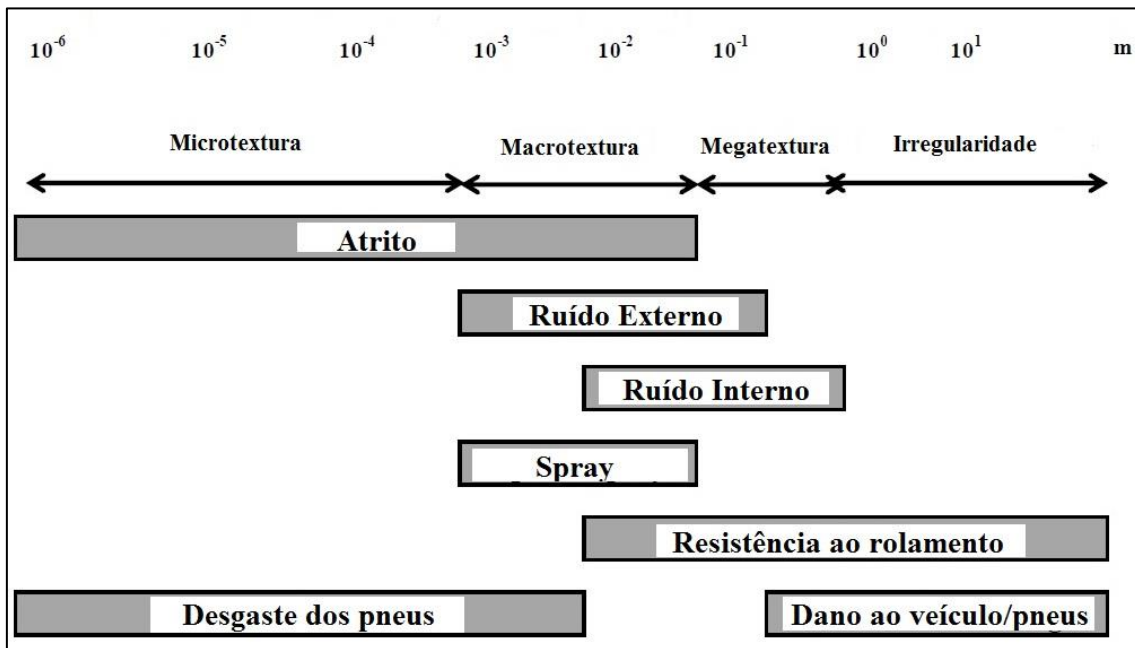 10⁻⁶ 10⁻⁵ 10⁻⁴ 10⁻³ 10⁻² 10⁻¹ 10⁰ 10¹ m
Microtextura Macrotextura Megatextura Irregularidade
Atrito
Ruído Externo
Ruído Interno
Spray
Resistência ao rolamento
Desgaste dos pneus Dano ao veículo/pneus